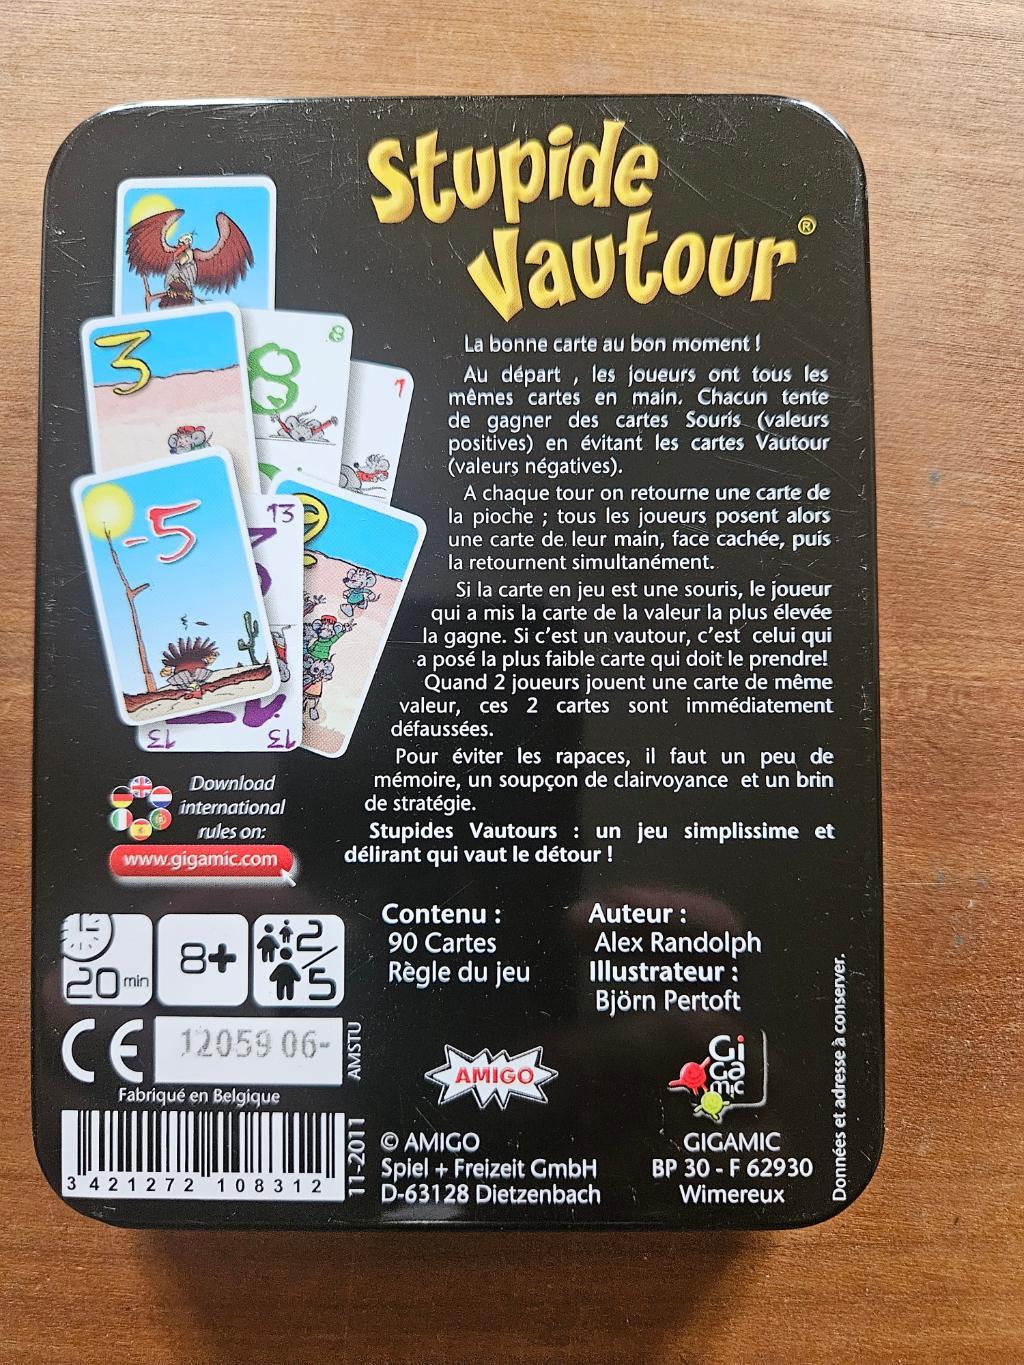 Stupide
Vautour®
3
8
8
1
-5
13
13
13
La bonne carte au bon moment !
Au départ , les joueurs ont tous les
mêmes cartes en main. Chacun tente
de gagner des cartes Souris (valeurs
positives) en évitant les cartes Vautour
(valeurs négatives).
A chaque tour on retourne une carte de
la pioche ; tous les joueurs posent alors
une carte de leur main, face cachée, puis
la retournent simultanément.
Si la carte en jeu est une souris, le joueur
qui a mis la carte de la valeur la plus élevée
la gagne. Si c'est un vautour, c'est celui qui
a posé la plus faible carte qui doit le prendre!
Quand 2 joueurs jouent une carte de même
valeur, ces 2 cartes sont immédiatement
défaussées.
Pour éviter les rapaces, il faut un peu de
mémoire, un soupçon de clairvoyance et un brin
de stratégie.
Stupides Vautours : un jeu simplissime et
délirant qui vaut le détour !
Download
international
rules on:
www.gigamic.com
20 min
8+
2/5
Contenu :
90 Cartes
Règle du jeu
Auteur :
Alex Randolph
Illustrateur :
Björn Pertoft
CE
12059 06-
AMSTU
Fabriqué en Belgique
3 421272 108312
11-2011
AMIGO
© AMIGO
Spiel + Freizeit GmbH
D-63128 Dietzenbach
Gigamic
GIGAMIC
BP 30 - F 62930
Wimereux
Données et adresse à conserver.